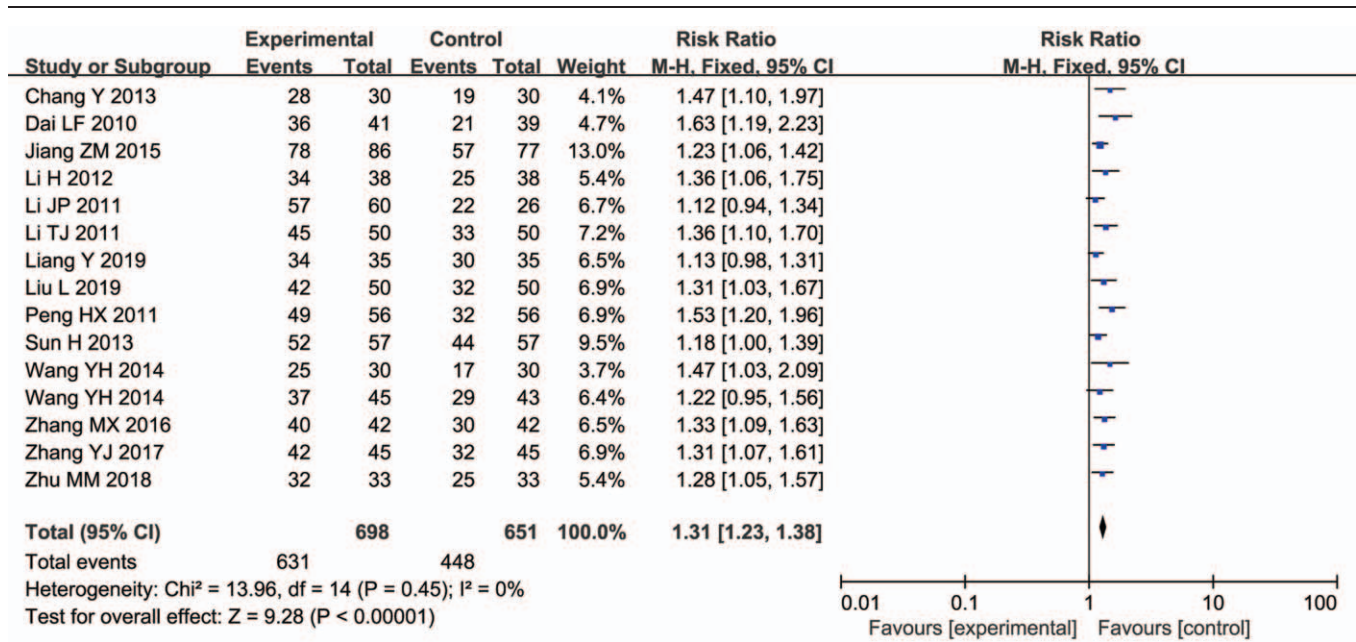 Experimental Control Risk Ratio Risk Ratio
Study or Subgroup Events Total Events Total Weight M-H, Fixed, 95% CI M-H, Fixed, 95% CI
Chang Y 2013 28 30 19 30 4.1% 1.47 [1.10, 1.97]
Dai LF 2010 36 41 21 39 4.7% 1.63 [1.19, 2.23]
Jiang ZM 2015 78 86 57 77 13.0% 1.23 [1.06, 1.42]
Li H 2012 34 38 25 38 5.4% 1.36 [1.06, 1.75]
Li JP 2011 57 60 22 26 6.7% 1.12 [0.94, 1.34]
Li TJ 2011 45 50 33 50 7.2% 1.36 [1.10, 1.70]
Liang Y 2019 34 35 30 35 6.5% 1.13 [0.98, 1.31]
Liu L 2019 42 50 32 50 6.9% 1.31 [1.03, 1.67]
Peng HX 2011 49 56 32 56 6.9% 1.53 [1.20, 1.96]
Sun H 2013 52 57 44 57 9.5% 1.18 [1.00, 1.39]
Wang YH 2014 25 30 17 30 3.7% 1.47 [1.03, 2.09]
Wang YH 2014 37 45 29 43 6.4% 1.22 [0.95, 1.56]
Zhang MX 2016 40 42 30 42 6.5% 1.33 [1.09, 1.63]
Zhang YJ 2017 42 45 32 45 6.9% 1.31 [1.07, 1.61]
Zhu MM 2018 32 33 25 33 5.4% 1.28 [1.05, 1.57]
Total (95% CI) 698 651 100.0% 1.31 [1.23, 1.38]
Total events 631 448
Heterogeneity: Chi² = 13.96, df = 14 (P = 0.45); I² = 0%
Test for overall effect: Z = 9.28 (P < 0.00001)
0.01 0.1 1 10 100
Favours [experimental] Favours [control]